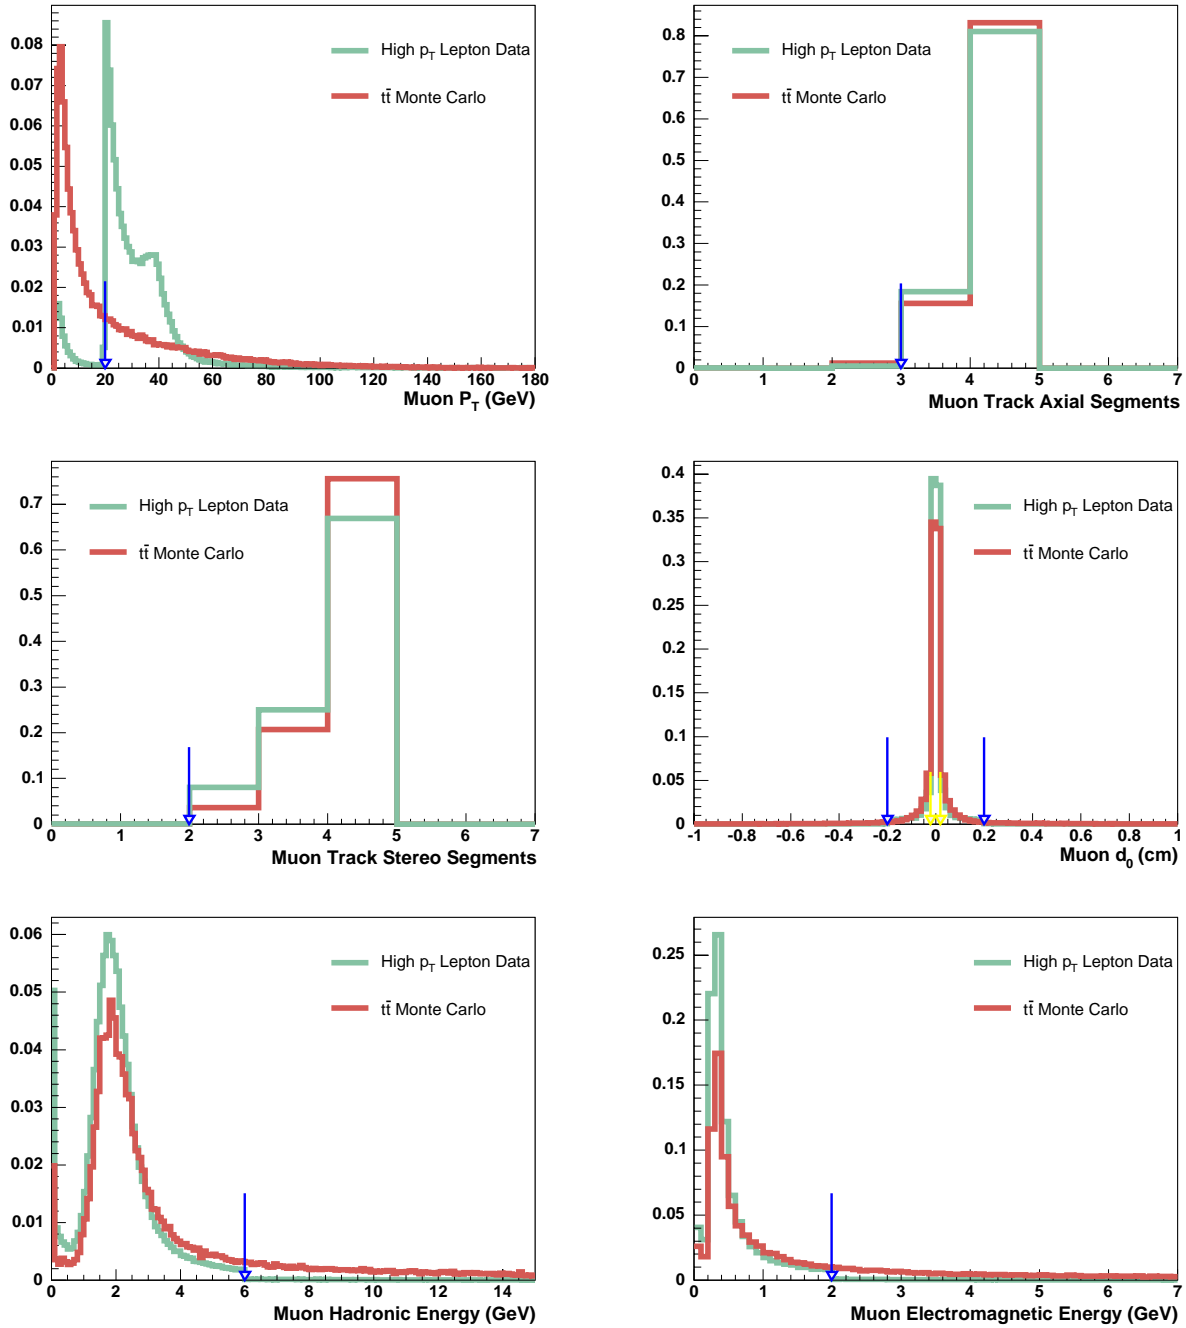 0.08
0.07
0.06
0.05
0.04
0.03
0.02
0.01
0
High pT Lepton Data
tt̄ Monte Carlo
0 20 40 60 80 100 120 140 160 180
Muon PT (GeV)
0.8
0.7
0.6
0.5
0.4
0.3
0.2
0.1
0
High pT Lepton Data
tt̄ Monte Carlo
0 1 2 3 4 5 6 7
Muon Track Axial Segments
0.7
0.6
0.5
0.4
0.3
0.2
0.1
0
High pT Lepton Data
tt̄ Monte Carlo
0 1 2 3 4 5 6 7
Muon Track Stereo Segments
0.4
0.35
0.3
0.25
0.2
0.15
0.1
0.05
0
High pT Lepton Data
tt̄ Monte Carlo
-1 -0.8 -0.6 -0.4 -0.2 0 0.2 0.4 0.6 0.8 1
Muon d0 (cm)
0.06
0.05
0.04
0.03
0.02
0.01
0
High pT Lepton Data
tt̄ Monte Carlo
0 2 4 6 8 10 12 14
Muon Hadronic Energy (GeV)
0.25
0.2
0.15
0.1
0.05
0
High pT Lepton Data
tt̄ Monte Carlo
0 1 2 3 4 5 6 7
Muon Electromagnetic Energy (GeV)